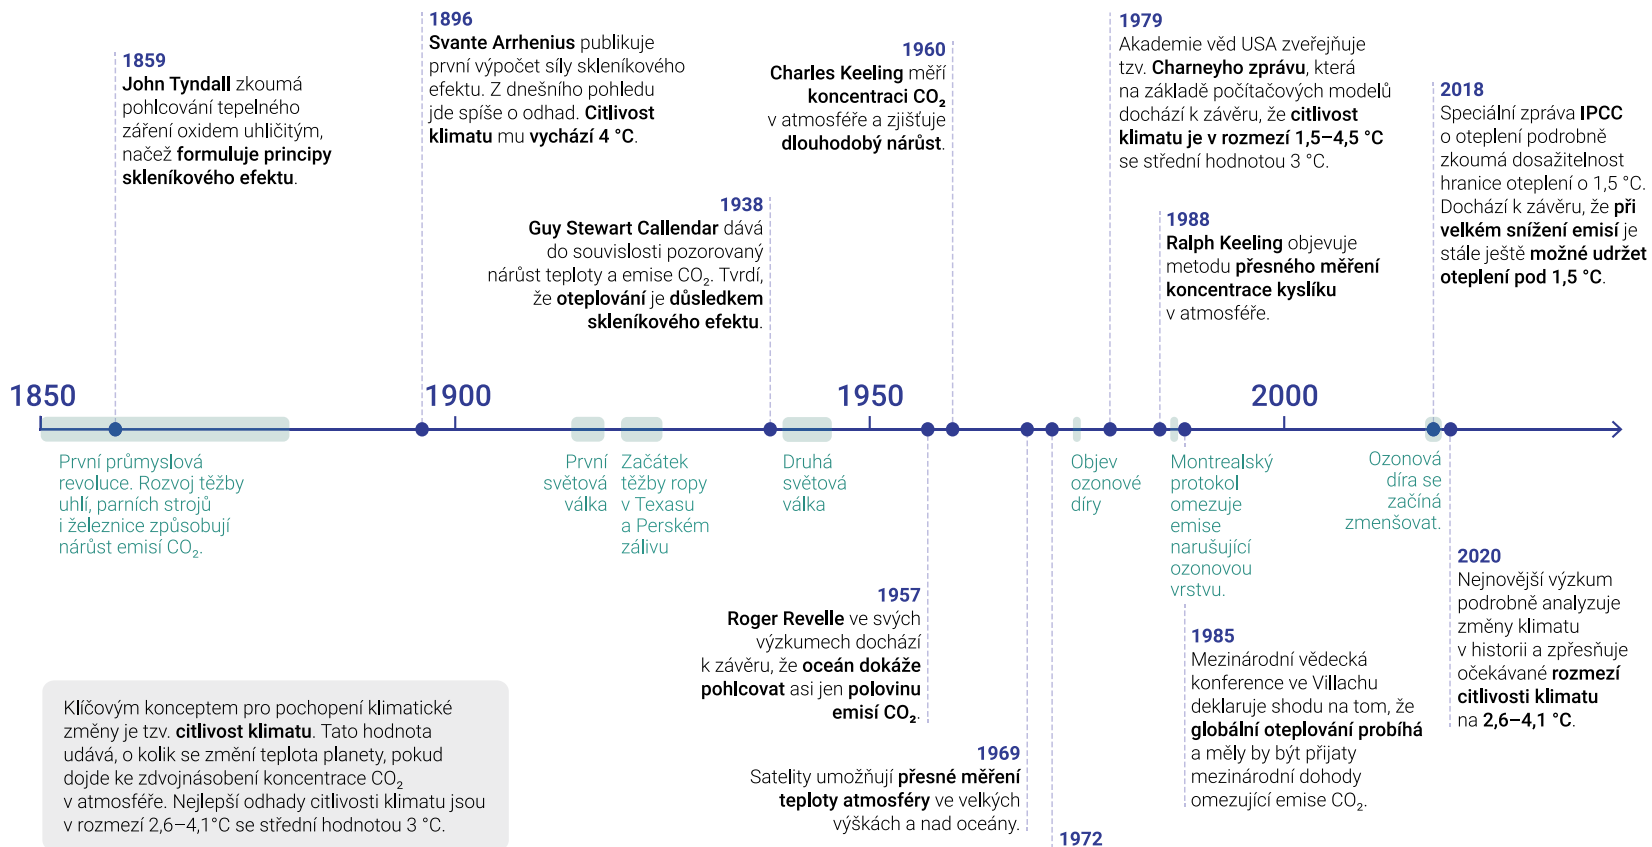 1859
John Tyndall zkoumá
pohlcování tepelného
záření oxidem uhličitým,
načež formuluje principy
skleníkového efektu.
1896
Svante Arrhenius publikuje
první výpočet síly skleníkového
efektu. Z dnešního pohledu
jde spíše o odhad. Citlivost
klimatu mu vychází 4 °C.
1938
Guy Stewart Callendar dává
do souvislosti pozorovaný
nárůst teploty a emise CO₂. Tvrdí,
že oteplování je důsledkem
skleníkového efektu.
1960
Charles Keeling měří
koncentraci CO₂
v atmosféře a zjišťuje
dlouhodobý nárůst.
1979
Akademie věd USA zveřejňuje
tzv. Charneyho zprávu, která
na základě počítačových modelů
dochází k závěru, že citlivost
klimatu je v rozmezí 1,5–4,5 °C
se střední hodnotou 3 °C.
1988
Ralph Keeling objevuje
metodu přesného měření
koncentrace kyslíku
v atmosféře.
2018
Speciální zpráva IPCC
o oteplení podrobně
zkoumá dosažitelnost
hranice oteplení o 1,5 °C.
Dochází k závěru, že při
velkém snížení emisí je
stále ještě možné udržet
oteplení pod 1,5 °C.
1850
1900
1950
2000
První průmyslová
revoluce. Rozvoj těžby
uhlí, parních strojů
i železnice způsobují
nárůst emisí CO₂.
První
světová
válka
Začátek
těžby ropy
v Texasu
a Perském
zálivu
Druhá
světová
válka
Objev
ozonové
díry
Montrealský
protokol
omezuje
emise
narušující
ozonovou
vrstvu.
Ozonová
díra se
začíná
zmenšovat.
1957
Roger Revelle ve svých
výzkumech dochází
k závěru, že oceán dokáže
pohlcovat asi jen polovinu
emisí CO₂.
1969
Satelity umožňují přesné měření
teploty atmosféry ve velkých
výškách a nad oceány.
1972
1985
Mezinárodní vědecká
konference ve Villachu
deklaruje shodu na tom, že
globální oteplování probíhá
a měly by být přijaty
mezinárodní dohody
omezující emise CO₂.
2020
Nejnovější výzkum
podrobně analyzuje
změny klimatu
v historii a zpřesňuje
očekávané rozmezí
citlivosti klimatu
na 2,6–4,1 °C.
Klíčovým konceptem pro pochopení klimatické
změny je tzv. citlivost klimatu. Tato hodnota
udává, o kolik se změní teplota planety, pokud
dojde ke zdvojnásobení koncentrace CO₂
v atmosféře. Nejlepší odhady citlivosti klimatu jsou
v rozmezí 2,6–4,1°C se střední hodnotou 3 °C.